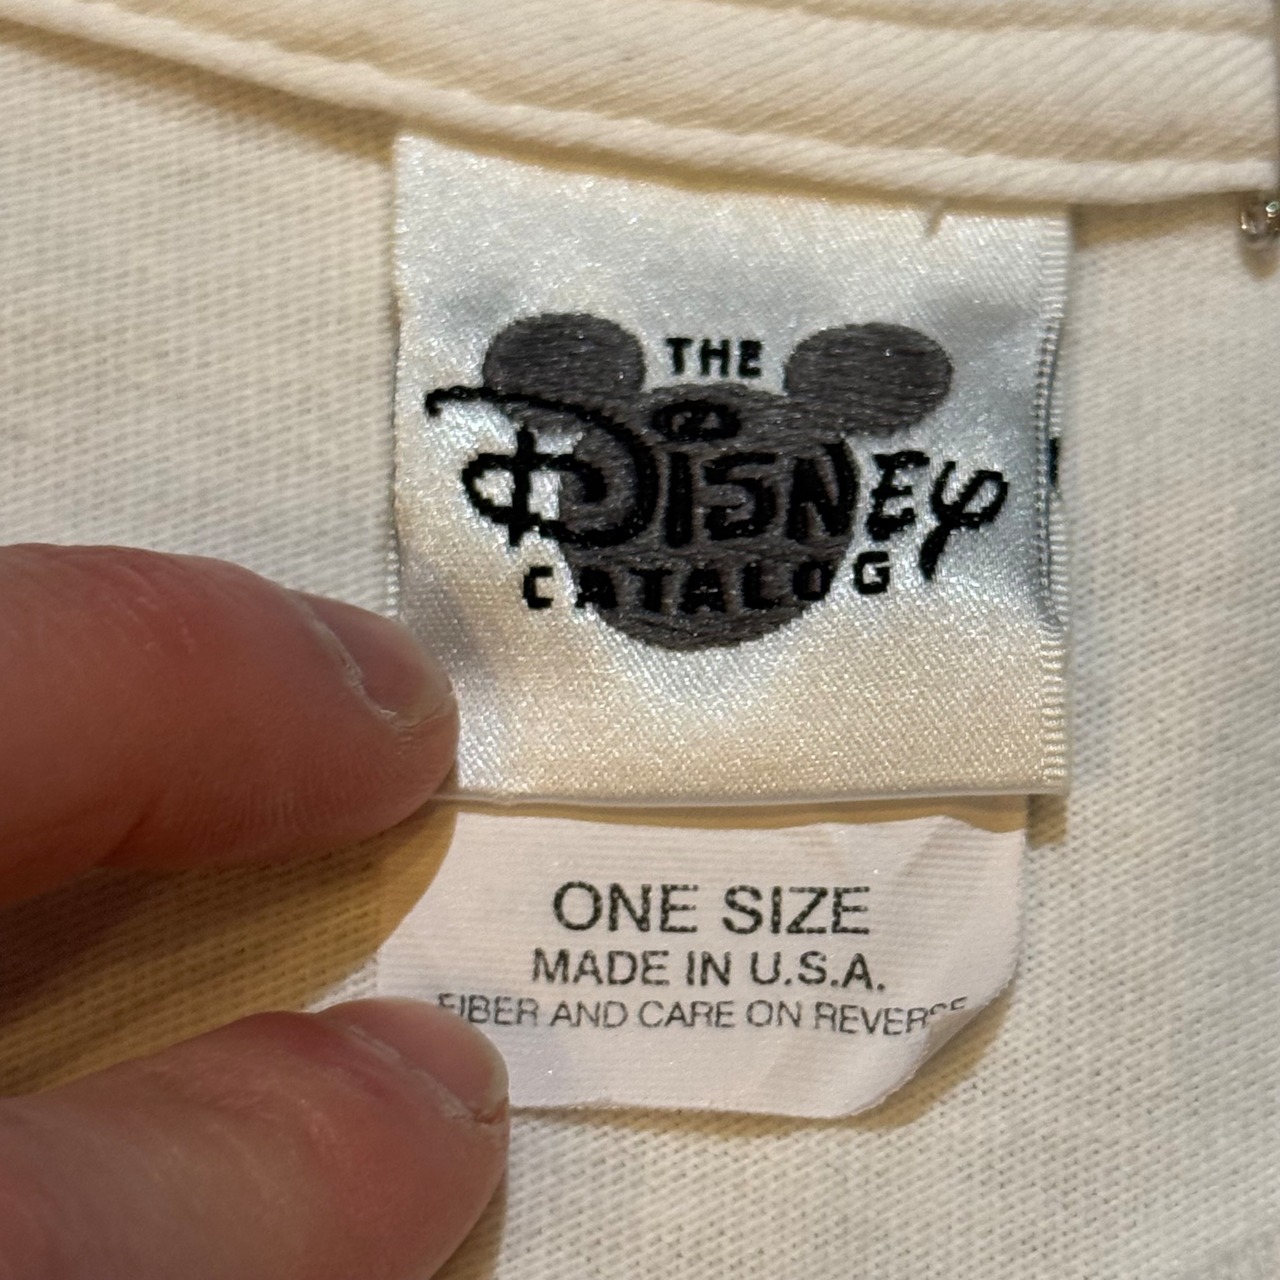 THE
DISNEY
CATALOG
ONE SIZE
MADE IN U.S.A.
FIBER AND CARE ON REVERSE